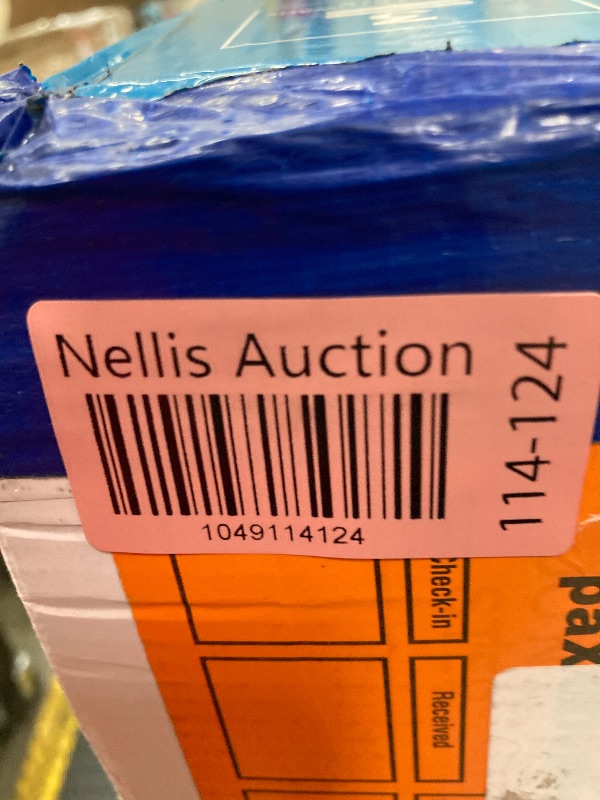 Nellis Auction
1049114124
114-124
Check-in
Received